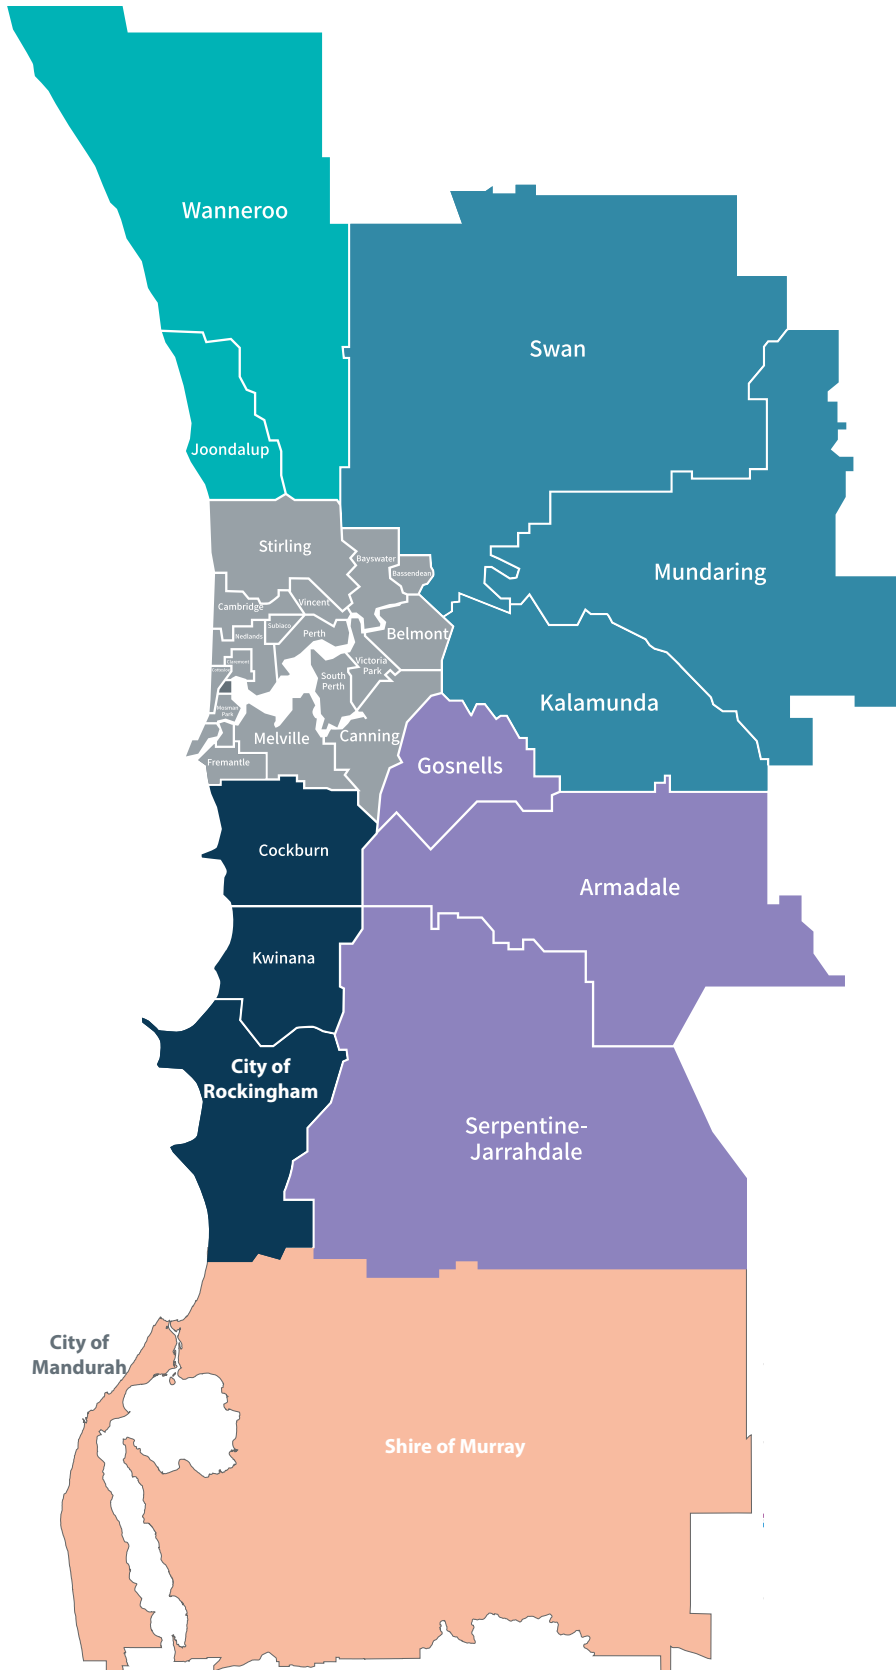 Wanneroo
Swan
Joondalup
Stirling
Bayswater
Bassendean
Mundaring
Cambridge
Vincent
Subiaco
Nedlands
Perth
Belmont
Claremont
Victoria
Park
South
Perth
Kalamunda
Mosman
Park
Melville
Canning
Gosnells
Fremantle
Cockburn
Armadale
Kwinana
City of
Rockingham
Serpentine-
Jarrahdale
City of
Mandurah
Shire of Murray